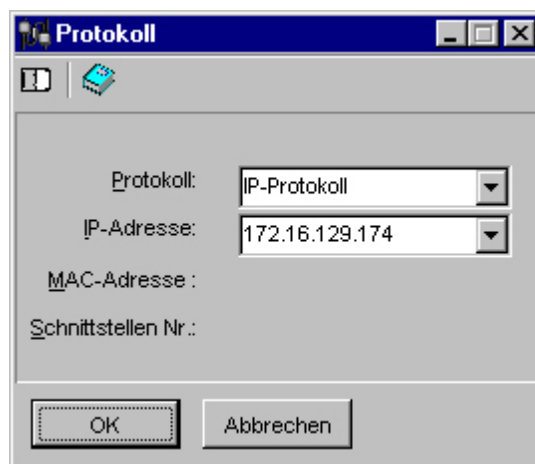 Protokoll
Protokoll: IP-Protokoll
IP-Adresse: 172.16.129.174
MAC-Adresse :
Schnittstellen Nr.:
OK Abbrechen